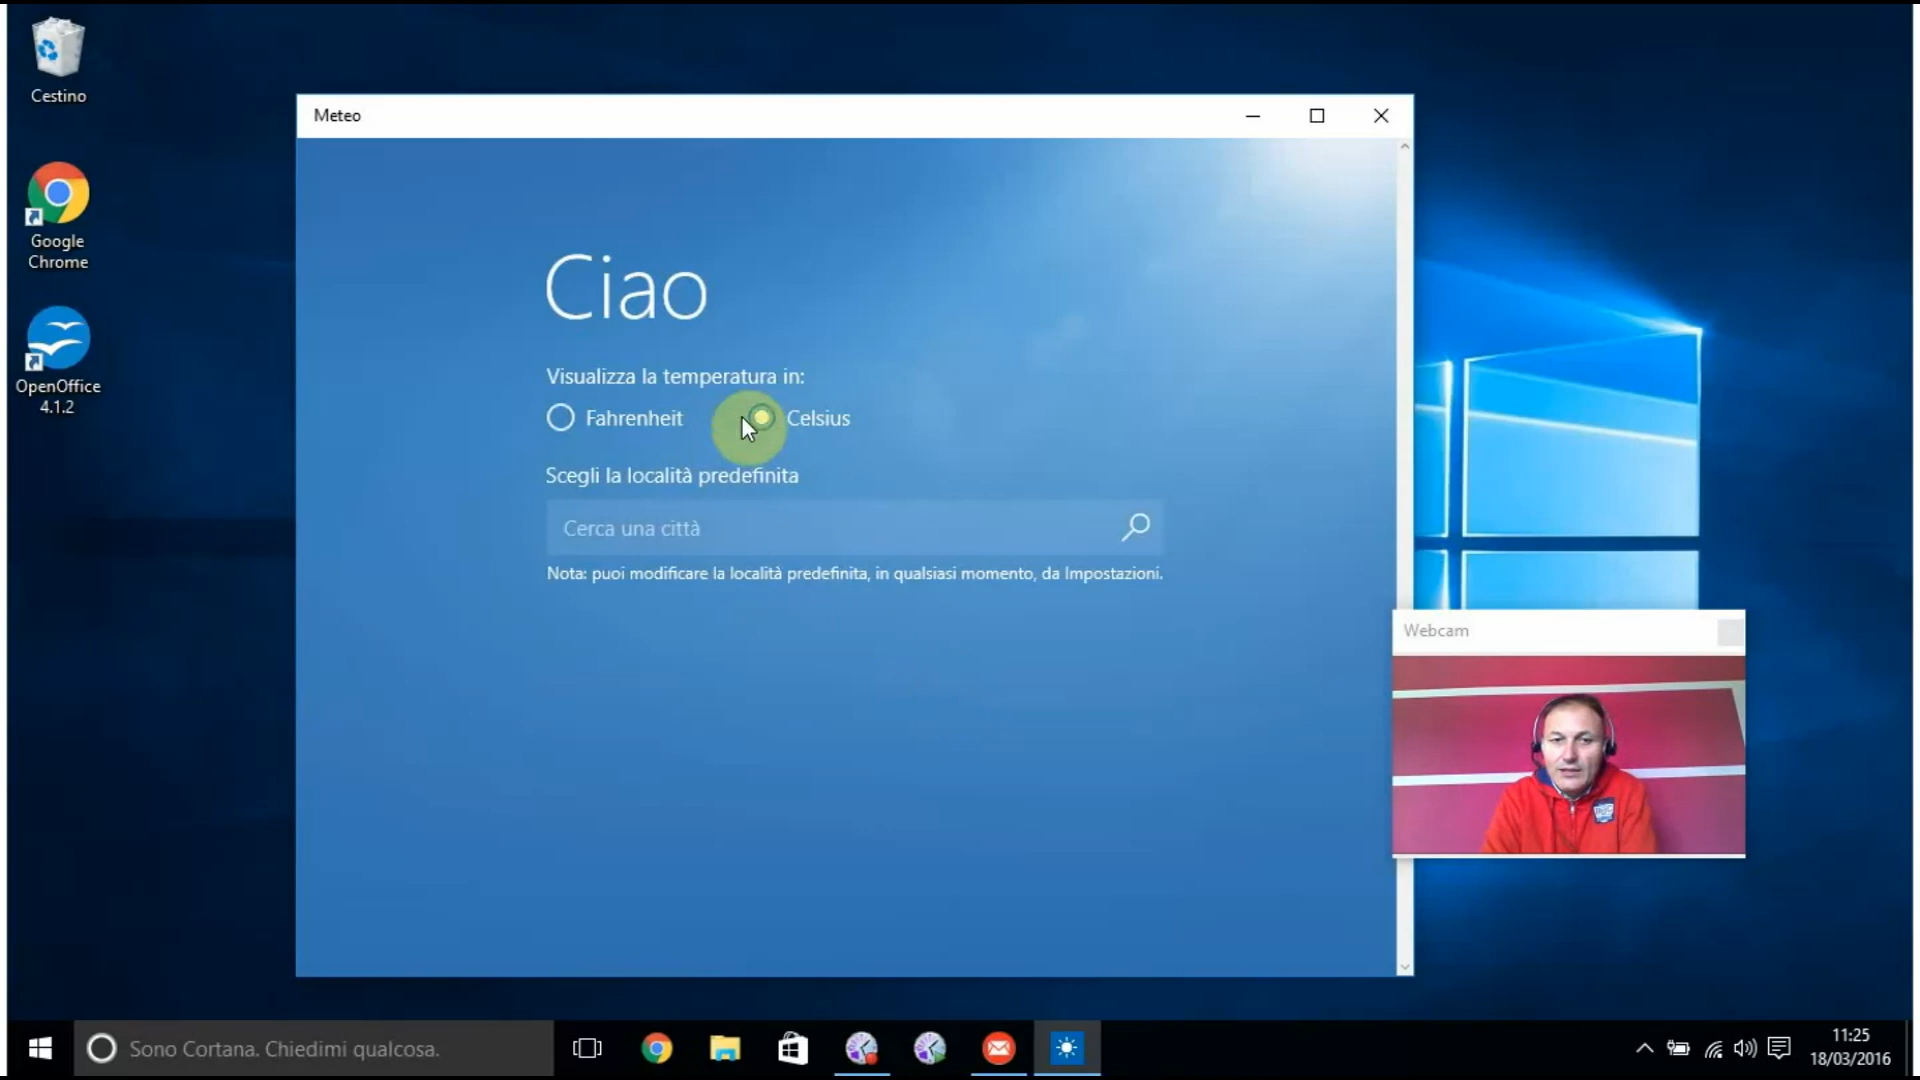 Cestino
Google
Chrome
OpenOffice
4.1.2
Meteo
Ciao
Visualizza la temperatura in:
Fahrenheit
Celsius
Scegli la località predefinita
Cerca una città
Nota: puoi modificare la località predefinita, in qualsiasi momento, da Impostazioni.
Webcam
Sono Cortana. Chiedimi qualcosa.
11:25
18/03/2016